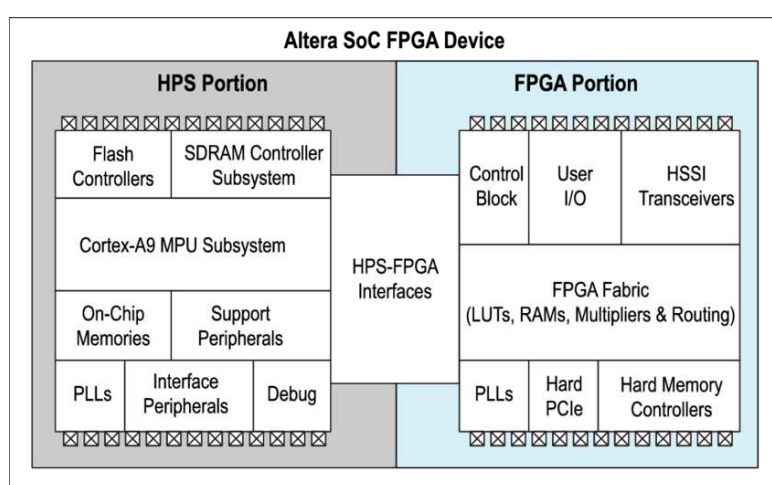 Altera SoC FPGA Device
HPS Portion
FPGA Portion
Flash
Controllers
SDRAM Controller
Subsystem
Cortex-A9 MPU Subsystem
On-Chip
Memories
Support
Peripherals
PLLs
Interface
Peripherals
Debug
HPS-FPGA
Interfaces
Control
Block
User
I/O
HSSI
Transceivers
FPGA Fabric
(LUTs, RAMs, Multipliers & Routing)
PLLs
Hard
PCIe
Hard Memory
Controllers